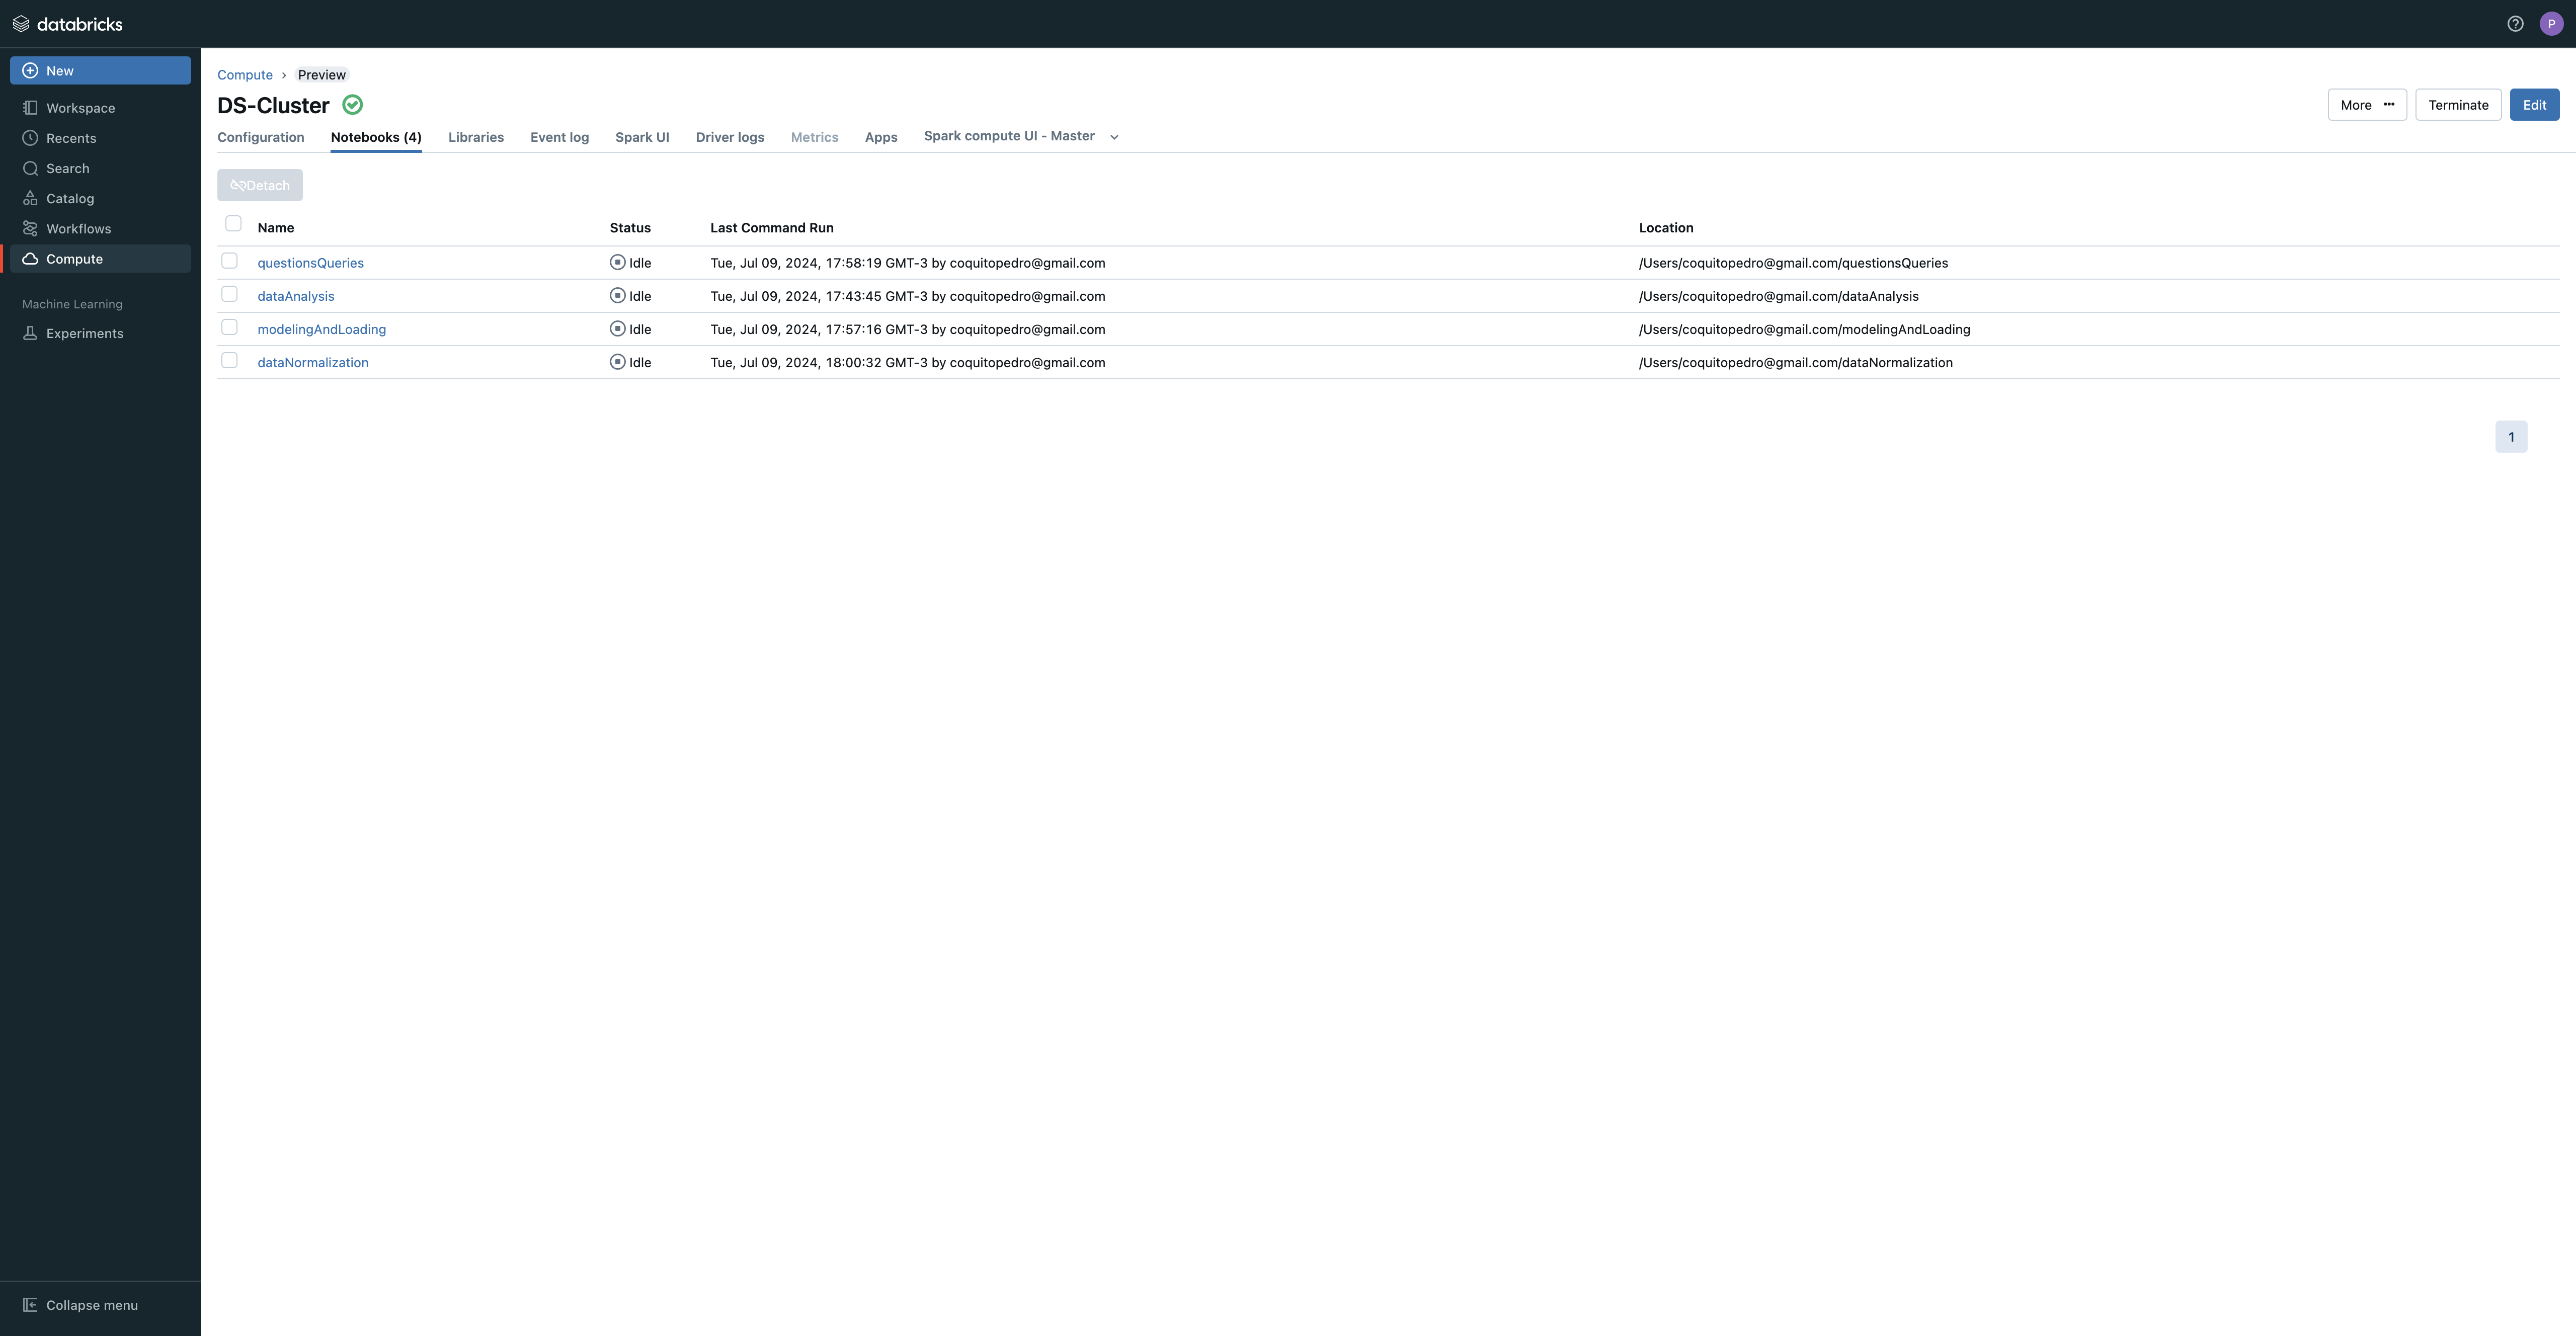 databricks
P
New
Workspace
Recents
Search
Catalog
Workflows
Compute
Machine Learning
Experiments
Collapse menu
Compute › Preview
DS-Cluster
More ••• Terminate Edit
Configuration Notebooks (4) Libraries Event log Spark UI Driver logs Metrics Apps Spark compute UI - Master
Detach
Name Status Last Command Run Location
questionsQueries Idle Tue, Jul 09, 2024, 17:58:19 GMT-3 by coquitopedro@gmail.com /Users/coquitopedro@gmail.com/questionsQueries
dataAnalysis Idle Tue, Jul 09, 2024, 17:43:45 GMT-3 by coquitopedro@gmail.com /Users/coquitopedro@gmail.com/dataAnalysis
modelingAndLoading Idle Tue, Jul 09, 2024, 17:57:16 GMT-3 by coquitopedro@gmail.com /Users/coquitopedro@gmail.com/modelingAndLoading
dataNormalization Idle Tue, Jul 09, 2024, 18:00:32 GMT-3 by coquitopedro@gmail.com /Users/coquitopedro@gmail.com/dataNormalization
1